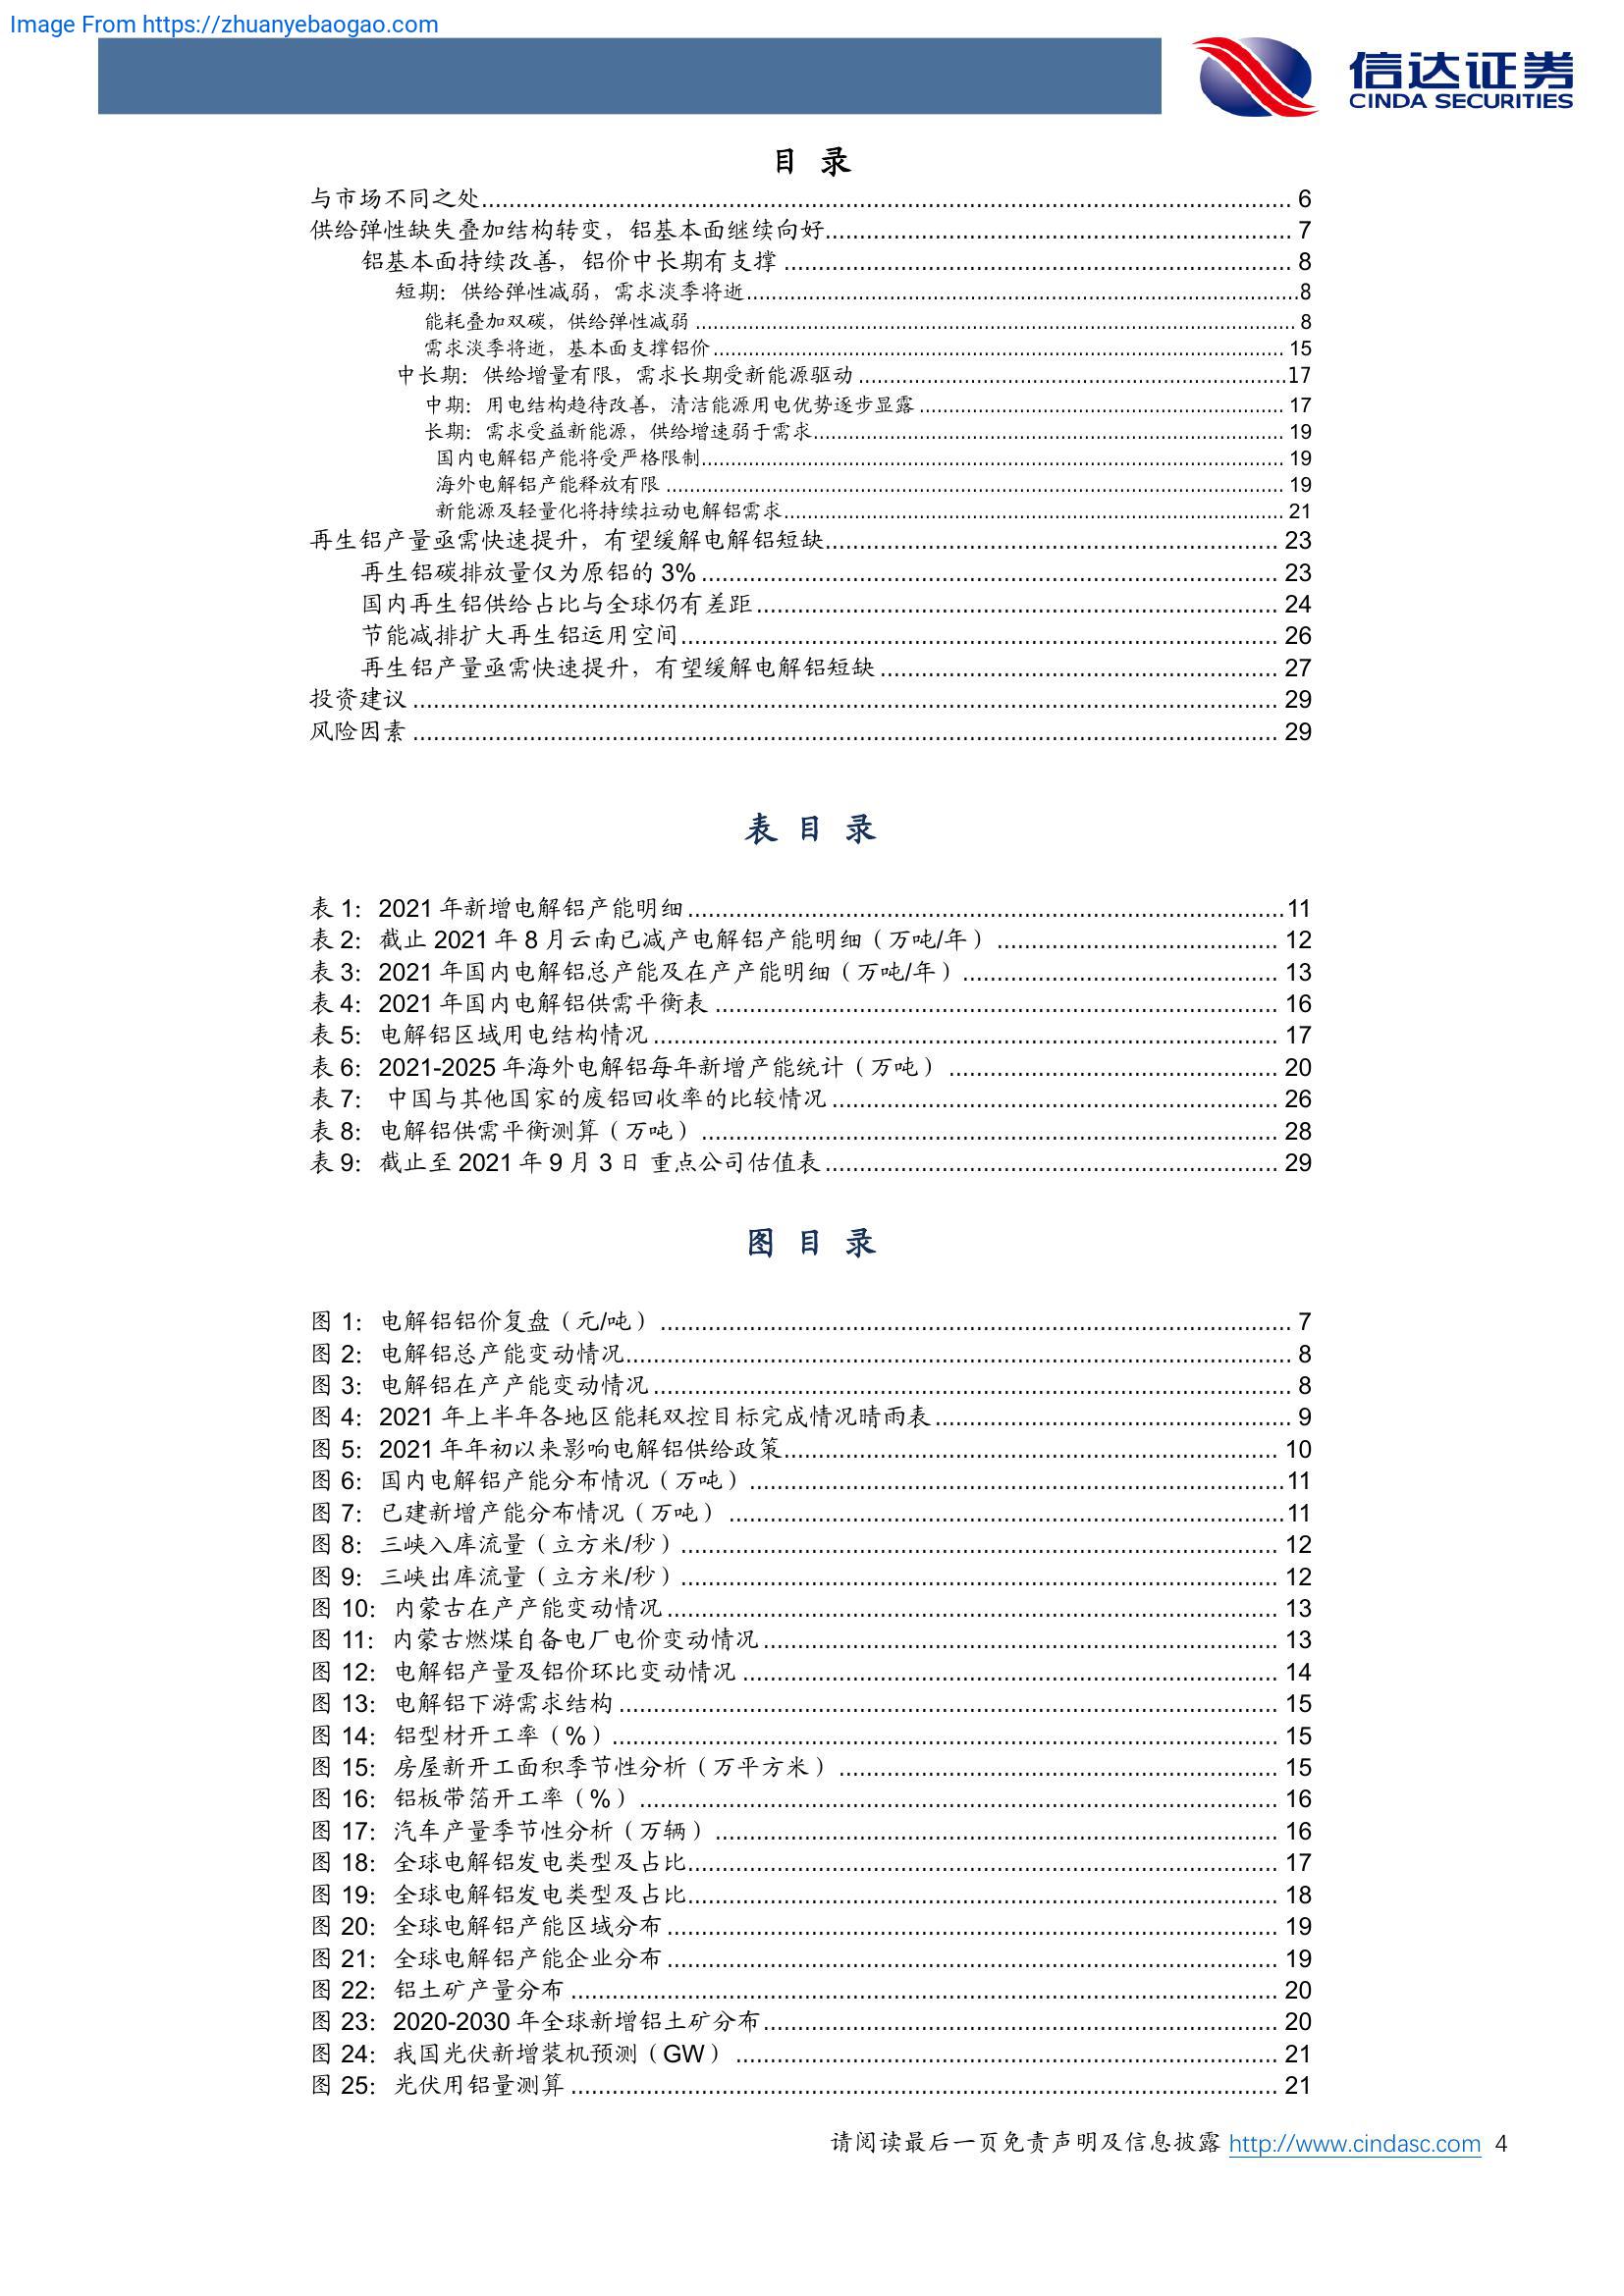 Image From https://zhuanyebaogao.com
信达证券
CINDA SECURITIES
目 录
与市场不同之处 6
供给弹性缺失叠加结构转变，铝基本面继续向好 7
铝基本面持续改善，铝价中长期有支撑 8
短期：供给弹性减弱，需求淡季将逝 8
能耗叠加双碳，供给弹性减弱 8
需求淡季将逝，基本面支撑铝价 15
中长期：供给增量有限，需求长期受新能源驱动 17
中期：用电结构趋待改善，清洁能源用电优势逐步显露 17
长期：需求受益新能源，供给增速弱于需求 19
国内电解铝产能将受严格限制 19
海外电解铝产能释放有限 19
新能源及轻量化将持续拉动电解铝需求 21
再生铝产量亟需快速提升，有望缓解电解铝短缺 23
再生铝碳排放量仅为原铝的 3% 23
国内再生铝供给占比与全球仍有差距 24
节能减排扩大再生铝运用空间 26
再生铝产量亟需快速提升，有望缓解电解铝短缺 27
投资建议 29
风险因素 29
表 目 录
表 1：2021 年新增电解铝产能明细 11
表 2：截止 2021 年 8 月云南已减产电解铝产能明细（万吨/年） 12
表 3：2021 年国内电解铝总产能及在产产能明细（万吨/年） 13
表 4：2021 年国内电解铝供需平衡表 16
表 5：电解铝区域用电结构情况 17
表 6：2021-2025 年海外电解铝每年新增产能统计（万吨） 20
表 7： 中国与其他国家的废铝回收率的比较情况 26
表 8：电解铝供需平衡测算（万吨） 28
表 9：截止至 2021 年 9 月 3 日 重点公司估值表 29
图 目 录
图 1：电解铝铝价复盘（元/吨） 7
图 2：电解铝总产能变动情况 8
图 3：电解铝在产产能变动情况 8
图 4：2021 年上半年各地区能耗双控目标完成情况晴雨表 9
图 5：2021 年年初以来影响电解铝供给政策 10
图 6：国内电解铝产能分布情况（万吨） 11
图 7：已建新增产能分布情况（万吨） 11
图 8：三峡入库流量（立方米/秒） 12
图 9：三峡出库流量（立方米/秒） 12
图 10：内蒙古在产产能变动情况 13
图 11：内蒙古燃煤自备电厂电价变动情况 13
图 12：电解铝产量及铝价环比变动情况 14
图 13：电解铝下游需求结构 15
图 14：铝型材开工率（%） 15
图 15：房屋新开工面积季节性分析（万平方米） 15
图 16：铝板带箔开工率（%） 16
图 17：汽车产量季节性分析（万辆） 16
图 18：全球电解铝发电类型及占比 17
图 19：全球电解铝发电类型及占比 18
图 20：全球电解铝产能区域分布 19
图 21：全球电解铝产能企业分布 19
图 22：铝土矿产量分布 20
图 23：2020-2030 年全球新增铝土矿分布 20
图 24：我国光伏新增装机预测（GW） 21
图 25：光伏用铝量测算 21
请阅读最后一页免责声明及信息披露 http://www.cindasc.com 4